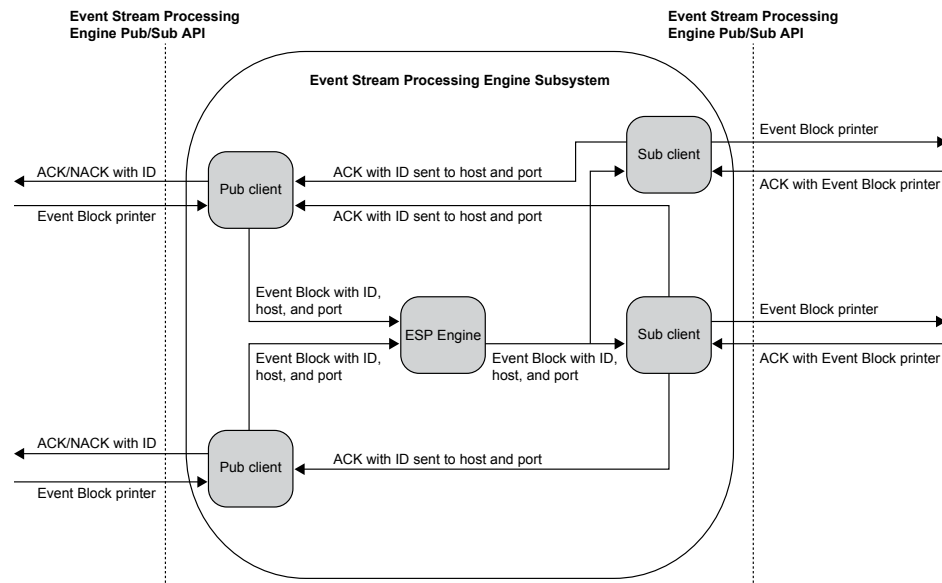 Event Stream Processing
Engine Pub/Sub API
Event Stream Processing
Engine Pub/Sub API
Event Stream Processing Engine Subsystem
Event Block printer
Sub client
ACK with Event Block printer
ACK/NACK with ID
Pub client
ACK with ID sent to host and port
Event Block printer
ACK with ID sent to host and port
Event Block with ID,
host, and port
ESP Engine
Event Block printer
Sub client
ACK with Event Block printer
Event Block with ID,
host, and port
Event Block with ID,
host, and port
ACK/NACK with ID
Pub client
ACK with ID sent to host and port
Event Block printer